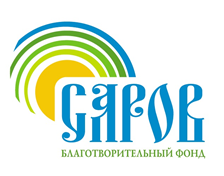 САРОВ
БЛАГОТВОРИТЕЛЬНЫЙ ФОНД